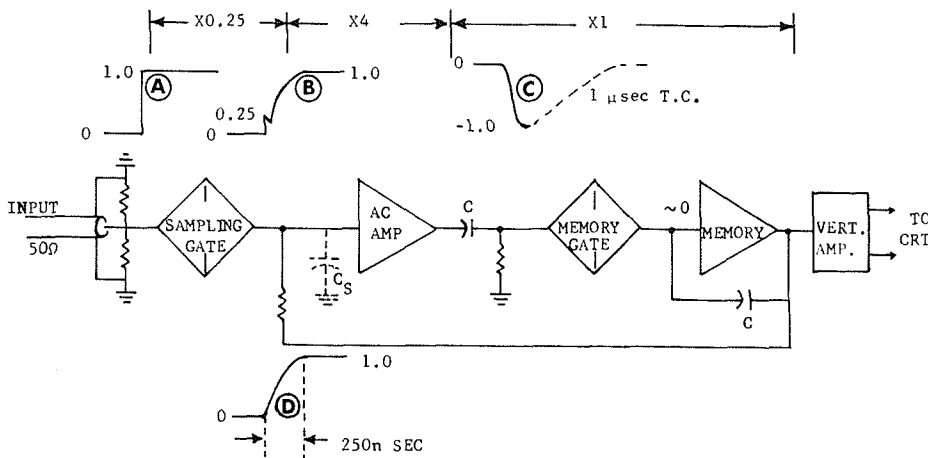 X0.25
X4
X1
1.0
A
0
0.25
0
B
1.0
0
C
1 μsec T.C.
-1.0
INPUT
50Ω
SAMPLING
GATE
C_S
AC
AMP
C
MEMORY
GATE
~0
MEMORY
C
VERT.
AMP.
TO
CRT
0
D
1.0
250n SEC